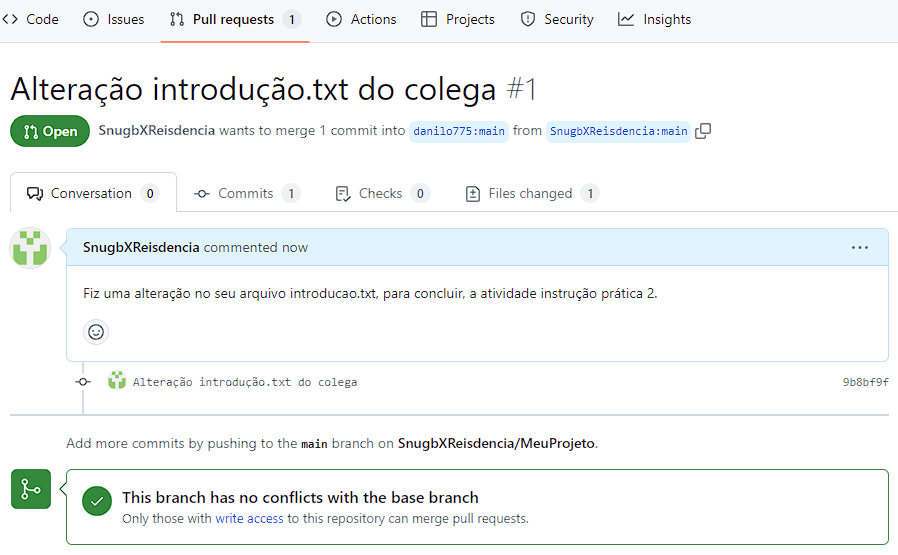 Code Issues Pull requests 1 Actions Projects Security Insights
Alteração introdução.txt do colega #1
Open SnugbXReisdencia wants to merge 1 commit into danilo775:main from SnugbXReisdencia:main
Conversation 0 Commits 1 Checks 0 Files changed 1
SnugbXReisdencia commented now
Fiz uma alteração no seu arquivo introducao.txt, para concluir, a atividade instrução prática 2.
Alteração introdução.txt do colega 9b8bf9f
Add more commits by pushing to the main branch on SnugbXReisdencia/MeuProjeto.
This branch has no conflicts with the base branch
Only those with write access to this repository can merge pull requests.